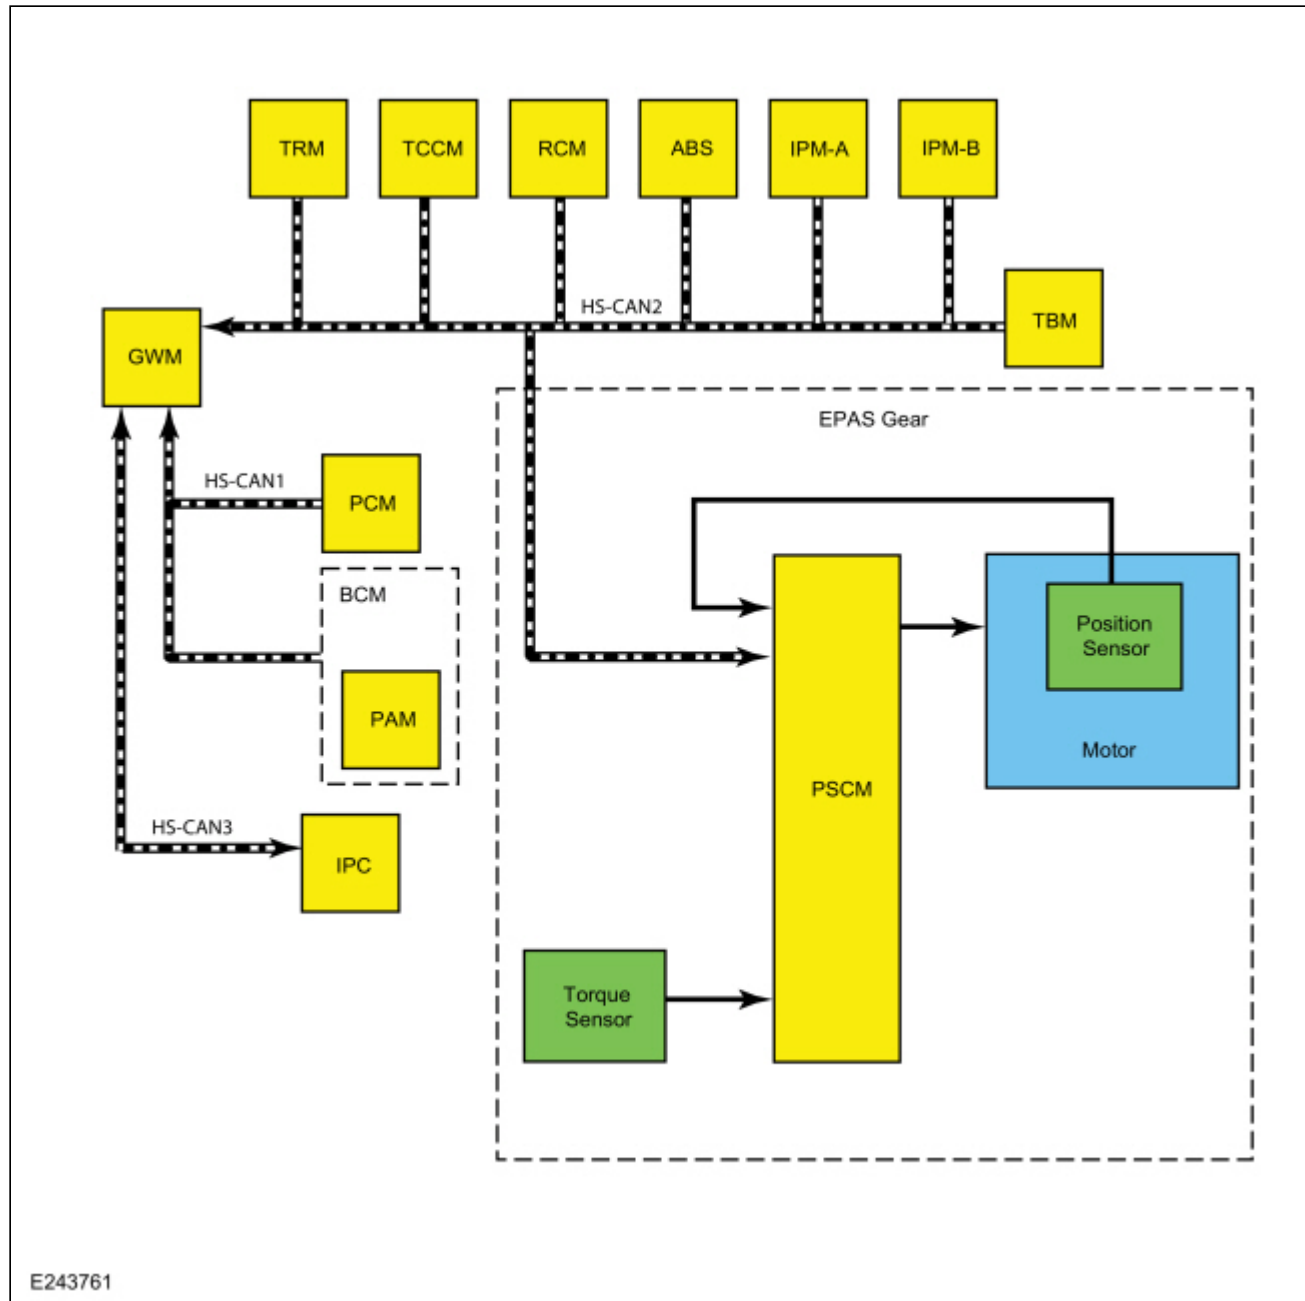 TRM
TCCM
RCM
ABS
IPM-A
IPM-B
HS-CAN2
TBM
GWM
EPAS Gear
HS-CAN1
PCM
BCM
PAM
Position
Sensor
Motor
PSCM
HS-CAN3
IPC
Torque
Sensor
E243761